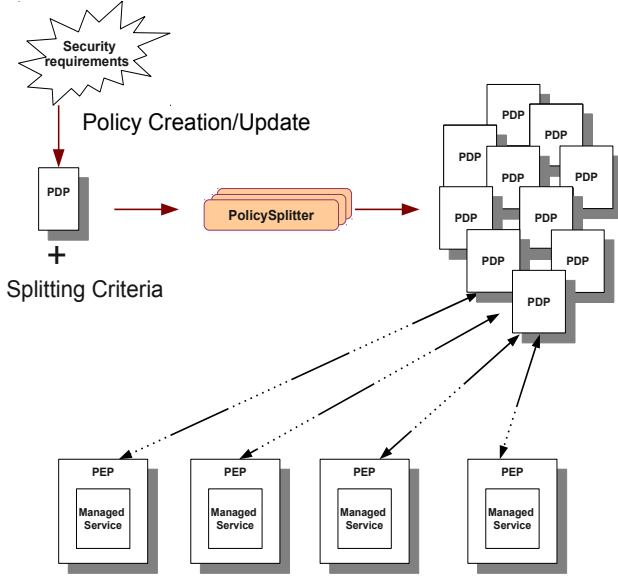 Security
requirements
Policy Creation/Update
PDP
+
Splitting Criteria
PolicySplitter
PDP
PDP
PDP
PDP
PDP
PDP
PDP
PDP
PDP
PDP
PEP
Managed
Service
PEP
Managed
Service
PEP
Managed
Service
PEP
Managed
Service